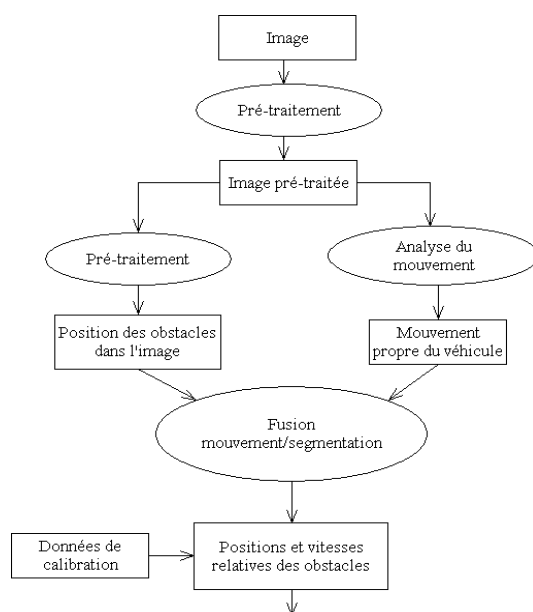 Image
Pré-traitement
Image pré-traitée
Pré-traitement
Analyse du
mouvement
Position des obstacles
dans l'image
Mouvement
propre du véhicule
Fusion
mouvement/segmentation
Données de
calibration
Positions et vitesses
relatives des obstacles